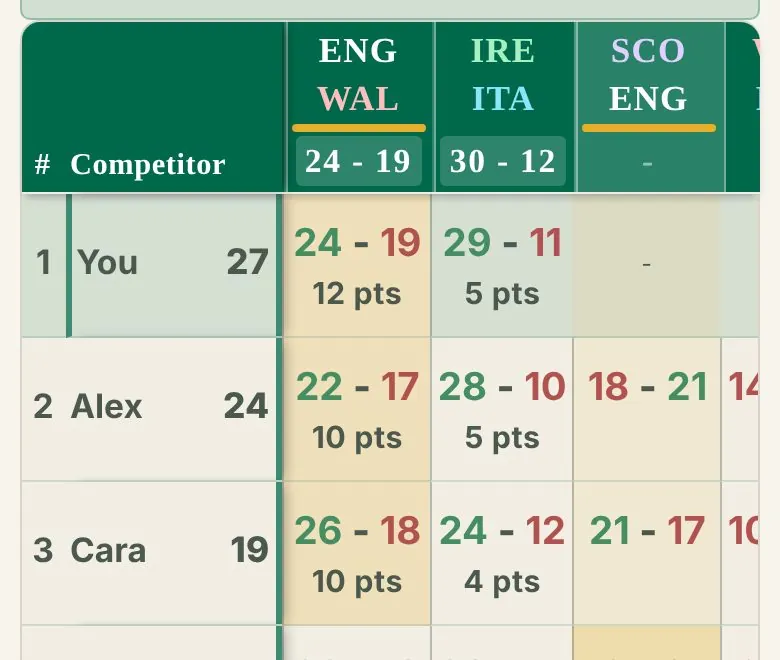 ENG IRE SCO
WAL ITA ENG
# Competitor 24 - 19 30 - 12 -
1 You 27 24 - 19 29 - 11 -
12 pts 5 pts
2 Alex 24 22 - 17 28 - 10 18 - 21 14
10 pts 5 pts
3 Cara 19 26 - 18 24 - 12 21 - 17 10
10 pts 4 pts